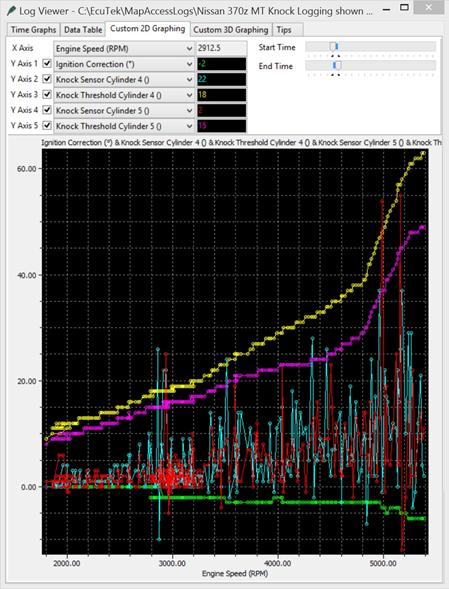 Log Viewer - C:\EcuTek\MapAccessLogs\Nissan 370z MT Knock Logging shown ...
Time Graphs Data Table Custom 2D Graphing Custom 3D Graphing Tips
X Axis Engine Speed (RPM) 2912.5 Start Time
Y Axis 1 Ignition Correction (°) -2 End Time
Y Axis 2 Knock Sensor Cylinder 4 () 22
Y Axis 3 Knock Threshold Cylinder 4 () 18
Y Axis 4 Knock Sensor Cylinder 5 () 2
Y Axis 5 Knock Threshold Cylinder 5 () 15
Ignition Correction (°) & Knock Sensor Cylinder 4 () & Knock Threshold Cylinder 4 () & Knock Sensor Cylinder 5 () & Knock Th
60.00
40.00
20.00
0.00
2000.00 3000.00 4000.00 5000.00
Engine Speed (RPM)